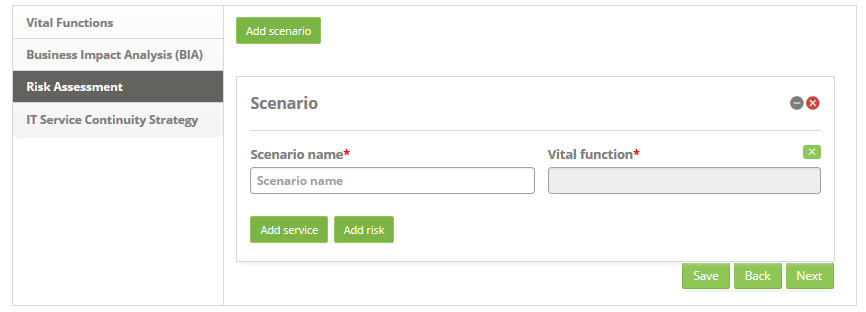 Vital Functions
Business Impact Analysis (BIA)
Risk Assessment
IT Service Continuity Strategy
Add scenario
Scenario
Scenario name*
Vital function*
Scenario name
Add service
Add risk
Save
Back
Next